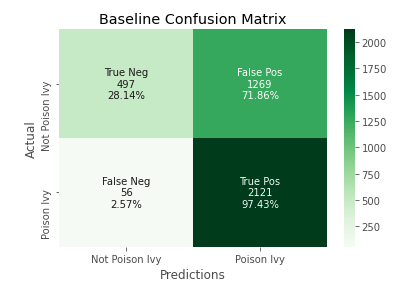 Baseline Confusion Matrix
Actual
Not Poison Ivy
Poison Ivy
True Neg
497
28.14%
False Pos
1269
71.86%
False Neg
56
2.57%
True Pos
2121
97.43%
Not Poison Ivy
Poison Ivy
Predictions
2000
1750
1500
1250
1000
750
500
250